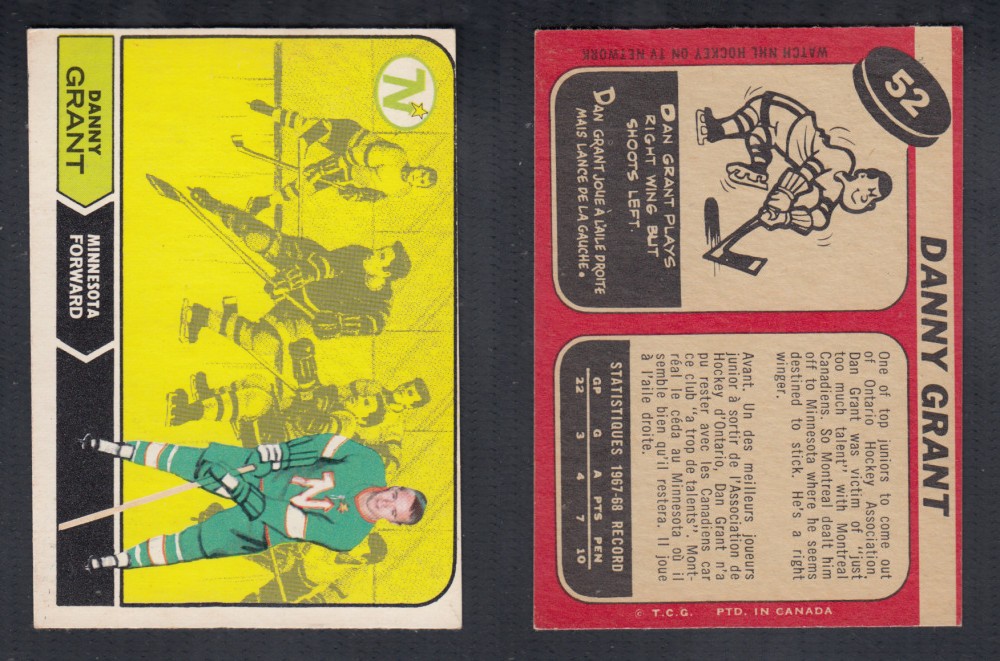 DANNY
GRANT
MINNESOTA
FORWARD
N
N
52
WATCH NHL HOCKEY ON TV NETWORK
DAN GRANT PLAYS
RIGHT WING BUT
SHOOTS LEFT.
DAN GRANT JOUE À L'AILE DROITE
MAIS LANCE DE LA GAUCHE.
DANNY GRANT
One of top juniors to come out
of Ontario Hockey Association,
Dan Grant was victim of "just
too much talent" with Montreal
Canadiens. So Montreal dealt him
off to Minnesota where he seems
destined to stick. He's a right
winger.
Avant. Un des meilleurs joueurs
junior à sortir de l'Association de
Hockey d'Ontario, Dan Grant n'a
pu rester avec les Canadiens car
ce club "a trop de talents". Mont-
réal le céda au Minnesota où il
semble bien qu'il restera. Il joue
à l'aile droite.
STATISTIQUES 1967-68 RECORD
GP G A PTS PEN
22 3 4 7 10
© T.C.G. PTD. IN CANADA